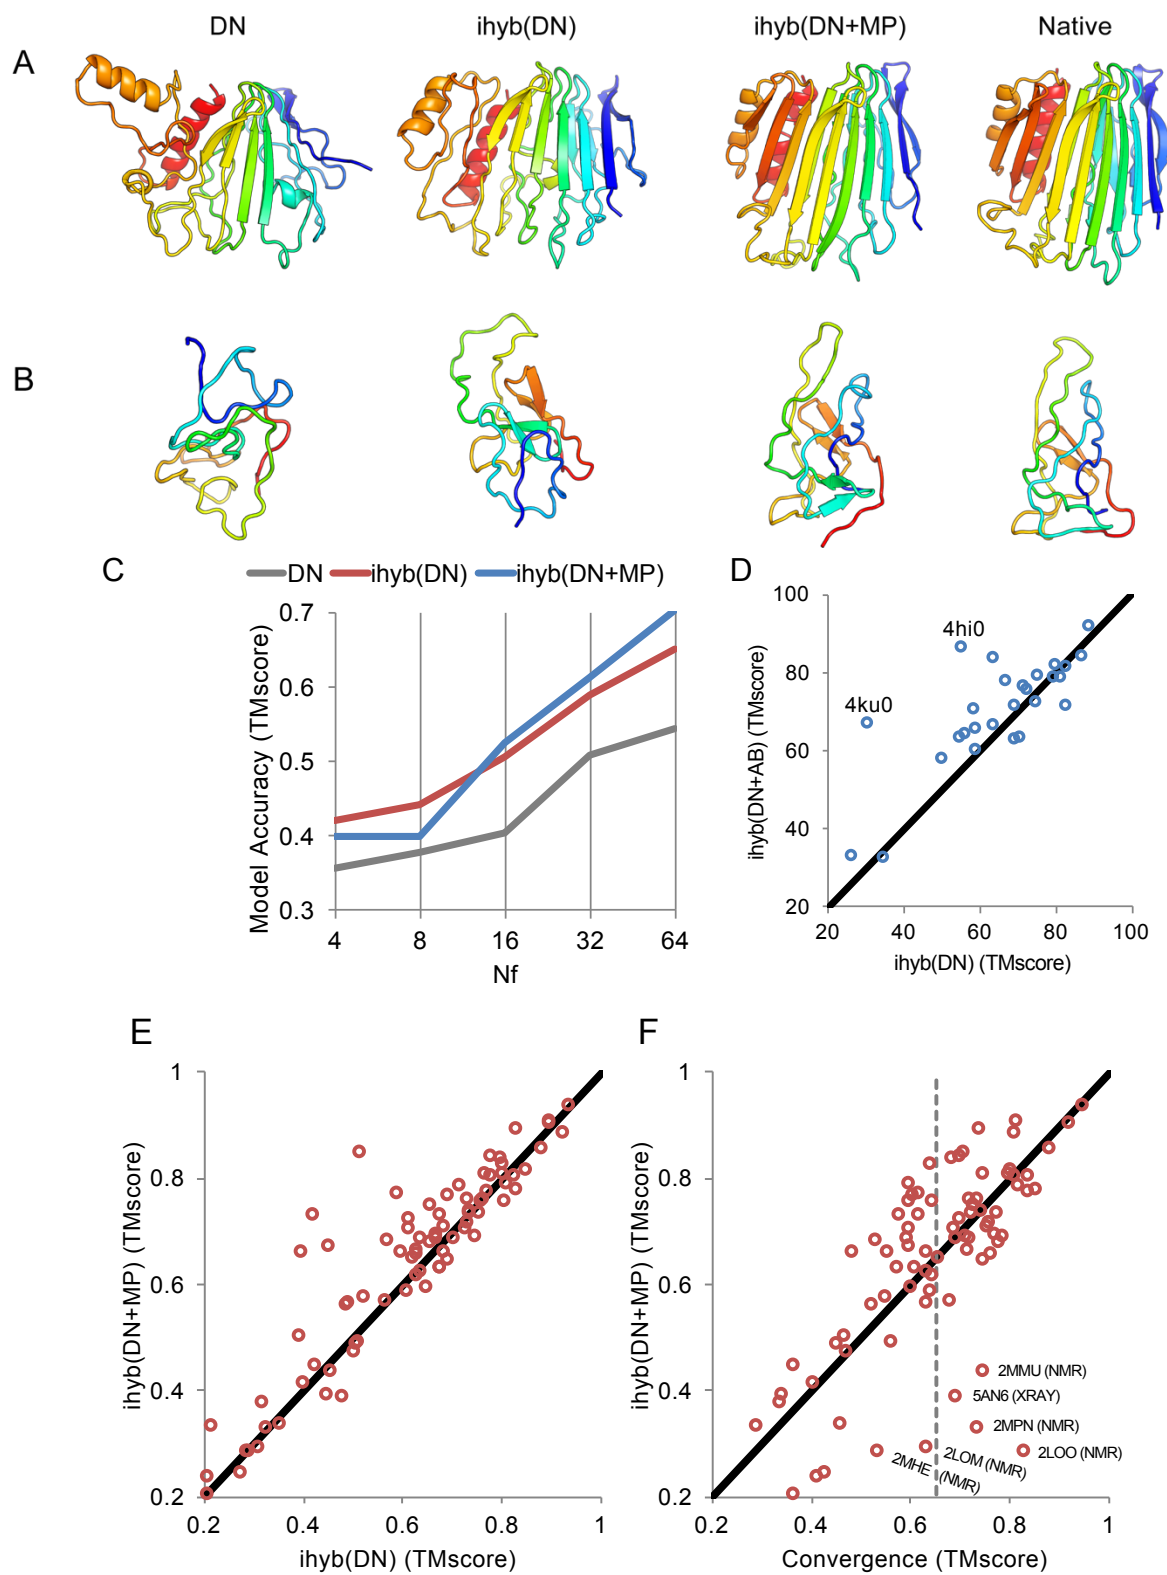 DN ihyb(DN) ihyb(DN+MP) Native
A
B
C
DN ihyb(DN) ihyb(DN+MP)
Model Accuracy (TMscore)
0.7
0.6
0.5
0.4
0.3
4 8 16 32 64
Nf
D
ihyb(DN+AB) (TMscore)
100
80
60
40
20
4hi0
4ku0
20 40 60 80 100
ihyb(DN) (TMscore)
E
ihyb(DN+MP) (TMscore)
1
0.8
0.6
0.4
0.2
0.2 0.4 0.6 0.8 1
ihyb(DN) (TMscore)
F
ihyb(DN+MP) (TMscore)
1
0.8
0.6
0.4
0.2
2MMU (NMR)
5AN6 (XRAY)
2MPN (NMR)
2LOM (NMR)
2LOO (NMR)
2MHE (NMR)
0.2 0.4 0.6 0.8 1
Convergence (TMscore)